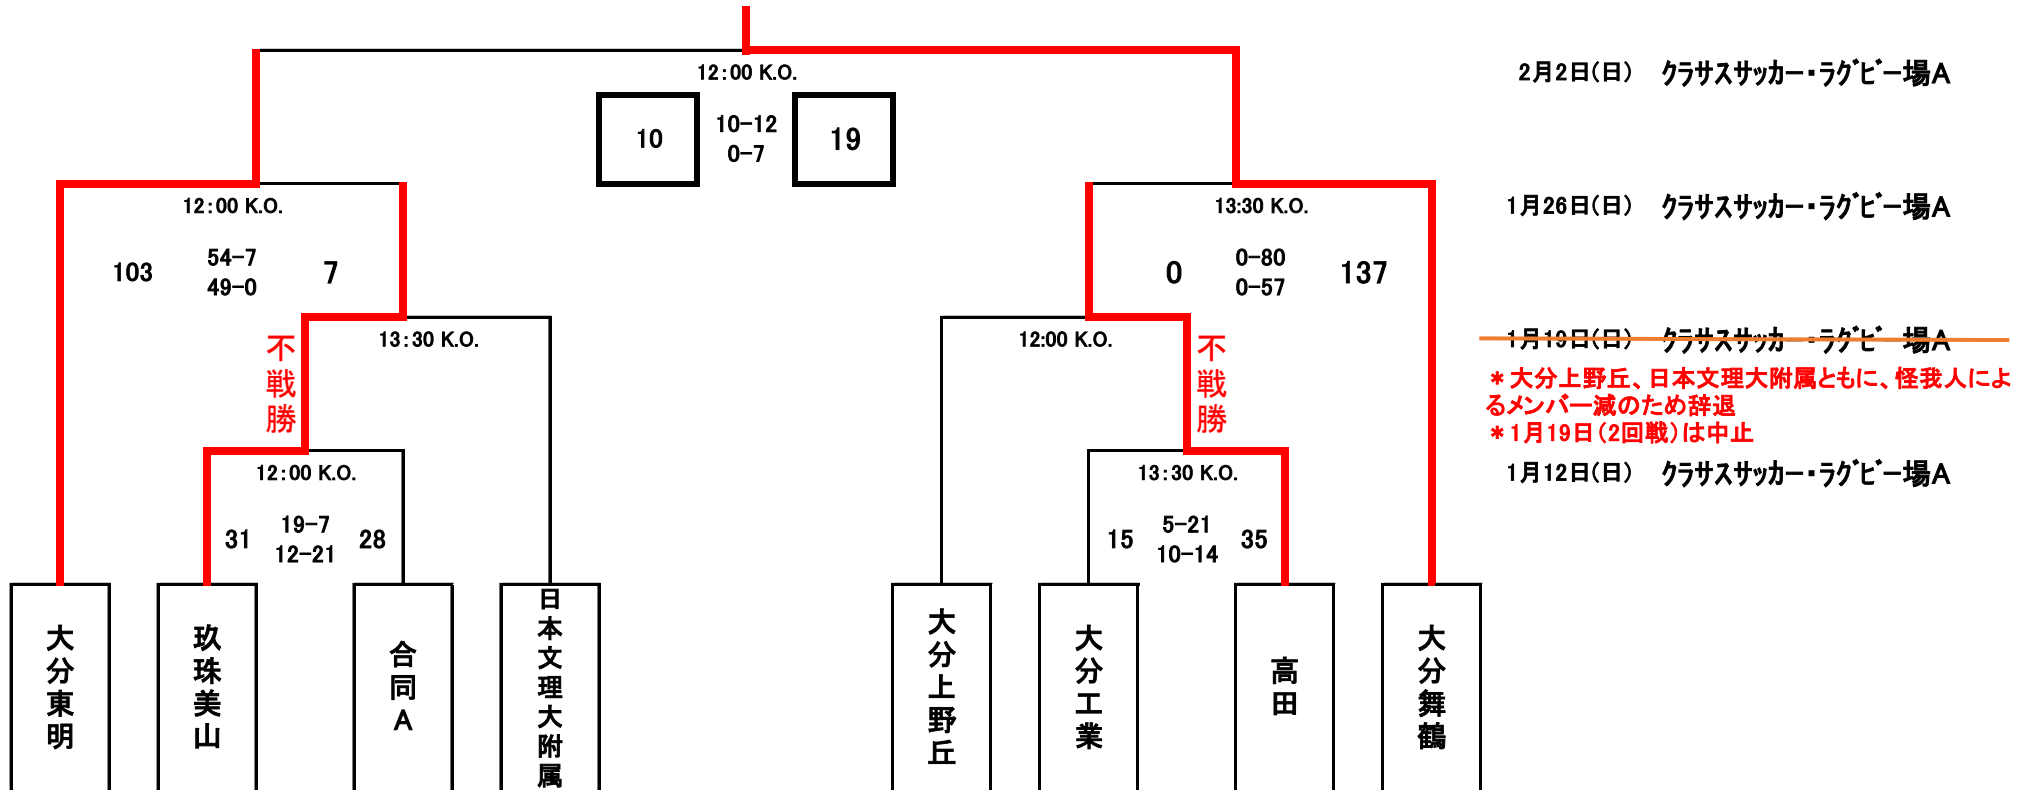 12:00 K.O.
2月2日(日) クラサスサッカー・ラグビー場A
10
10-12
0-7
19
12:00 K.O.
13:30 K.O.
1月26日(日) クラサスサッカー・ラグビー場A
103
54-7
49-0
7
0
0-80
0-57
137
不戦勝
13:30 K.O.
12:00 K.O.
不戦勝
1月19日(日) クラサスサッカー・ラグビー場A
*大分上野丘、日本文理大附属ともに、怪我人によ
るメンバー減のため辞退
*1月19日(2回戦)は中止
12:00 K.O.
13:30 K.O.
1月12日(日) クラサスサッカー・ラグビー場A
31
19-7
12-21
28
15
5-21
10-14
35
大分東明
玖珠美山
合同A
日本文理大附属
大分上野丘
大分工業
高田
大分舞鶴